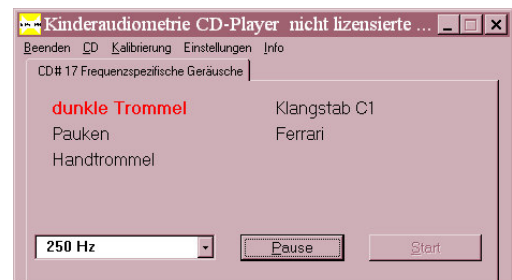 Kinderaudiometrie CD-Player nicht lizensierte ...
Beenden CD Kalibrierung Einstellungen Info
CD# 17 Frequenzspezifische Geräusche
dunkle Trommel Klangstab C1
Pauken Ferrari
Handtrommel
250 Hz Pause Start